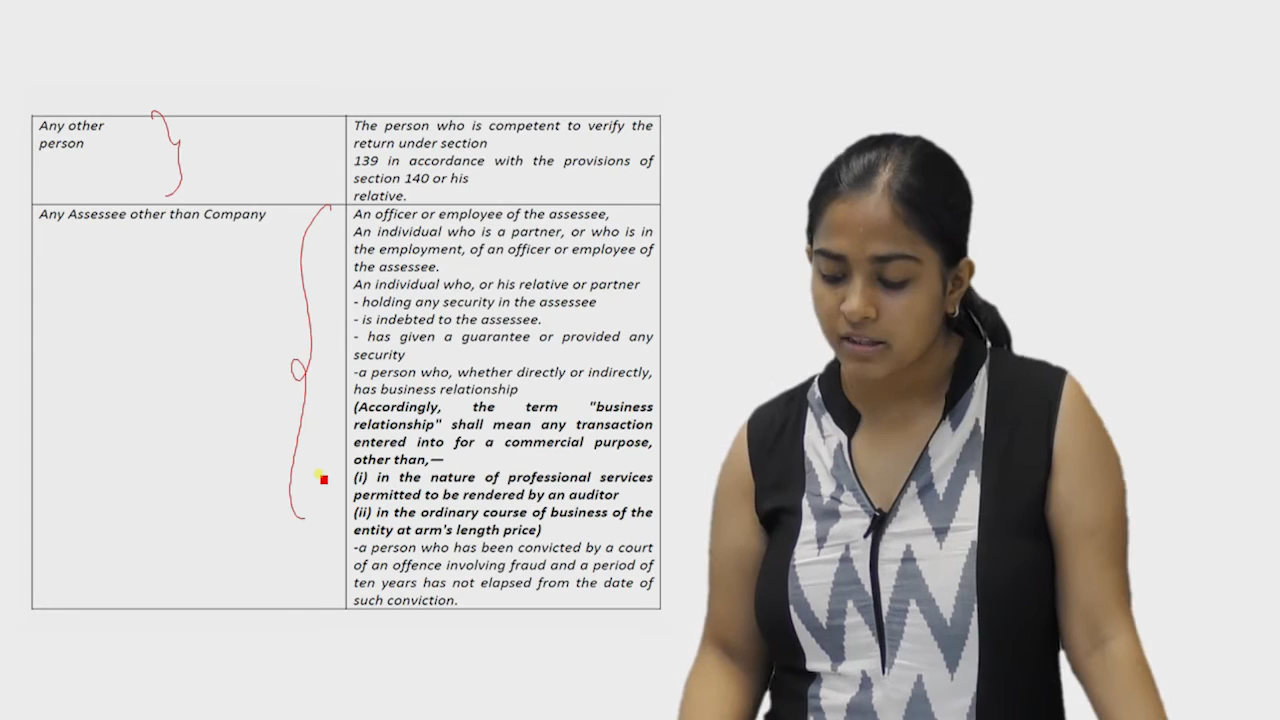 Any other
person
The person who is competent to verify the
return under section
139 in accordance with the provisions of
section 140 or his
relative.
Any Assessee other than Company
An officer or employee of the assessee,
An individual who is a partner, or who is in
the employment, of an officer or employee of
the assessee.
An individual who, or his relative or partner
- holding any security in the assessee
- is indebted to the assessee.
- has given a guarantee or provided any
security
-a person who, whether directly or indirectly,
has business relationship
(Accordingly, the term "business
relationship" shall mean any transaction
entered into for a commercial purpose,
other than,—
(i) in the nature of professional services
permitted to be rendered by an auditor
(ii) in the ordinary course of business of the
entity at arm's length price)
-a person who has been convicted by a court
of an offence involving fraud and a period of
ten years has not elapsed from the date of
such conviction.